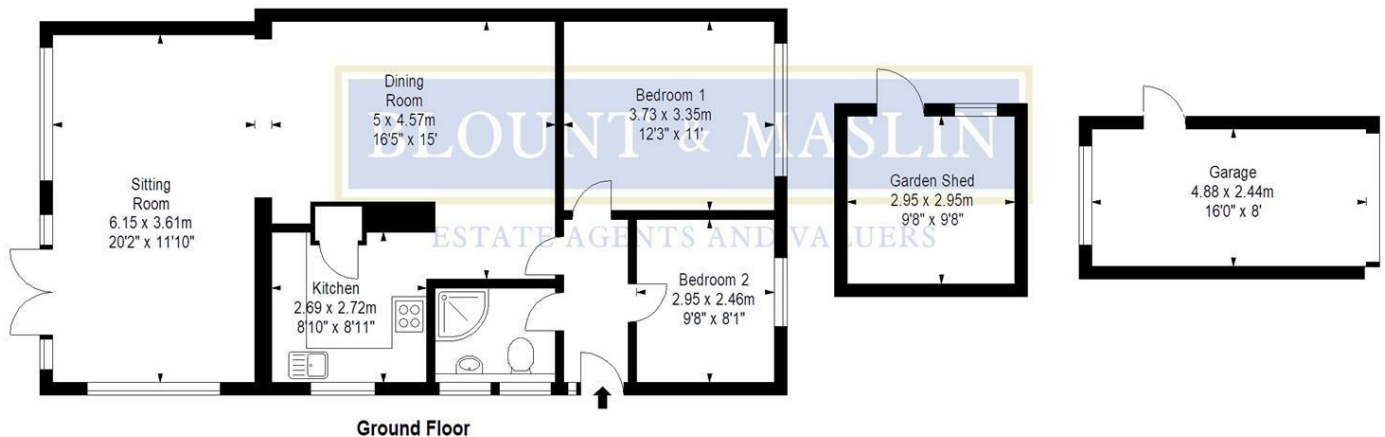 Dining
Room
5 x 4.57m
16'5" x 15'
Bedroom 1
3.73 x 3.35m
12'3" x 11'
BLOUNT & MASLIN
ESTATE AGENTS AND VALUERS
Sitting
Room
6.15 x 3.61m
20'2" x 11'10"
Kitchen
2.69 x 2.72m
8'10" x 8'11"
Bedroom 2
2.95 x 2.46m
9'8" x 8'1"
Garden Shed
2.95 x 2.95m
9'8" x 9'8"
Garage
4.88 x 2.44m
16'0" x 8'
Ground Floor